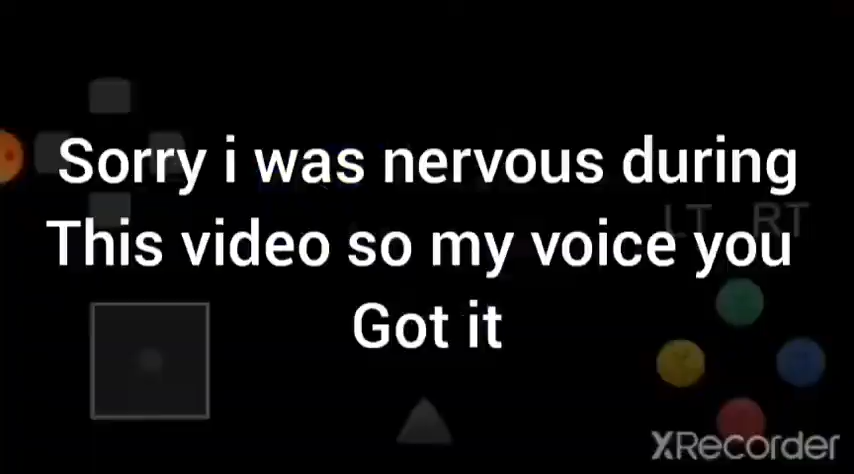 Sorry i was nervous during
This video so my voice you
Got it
LT RT
XRecorder